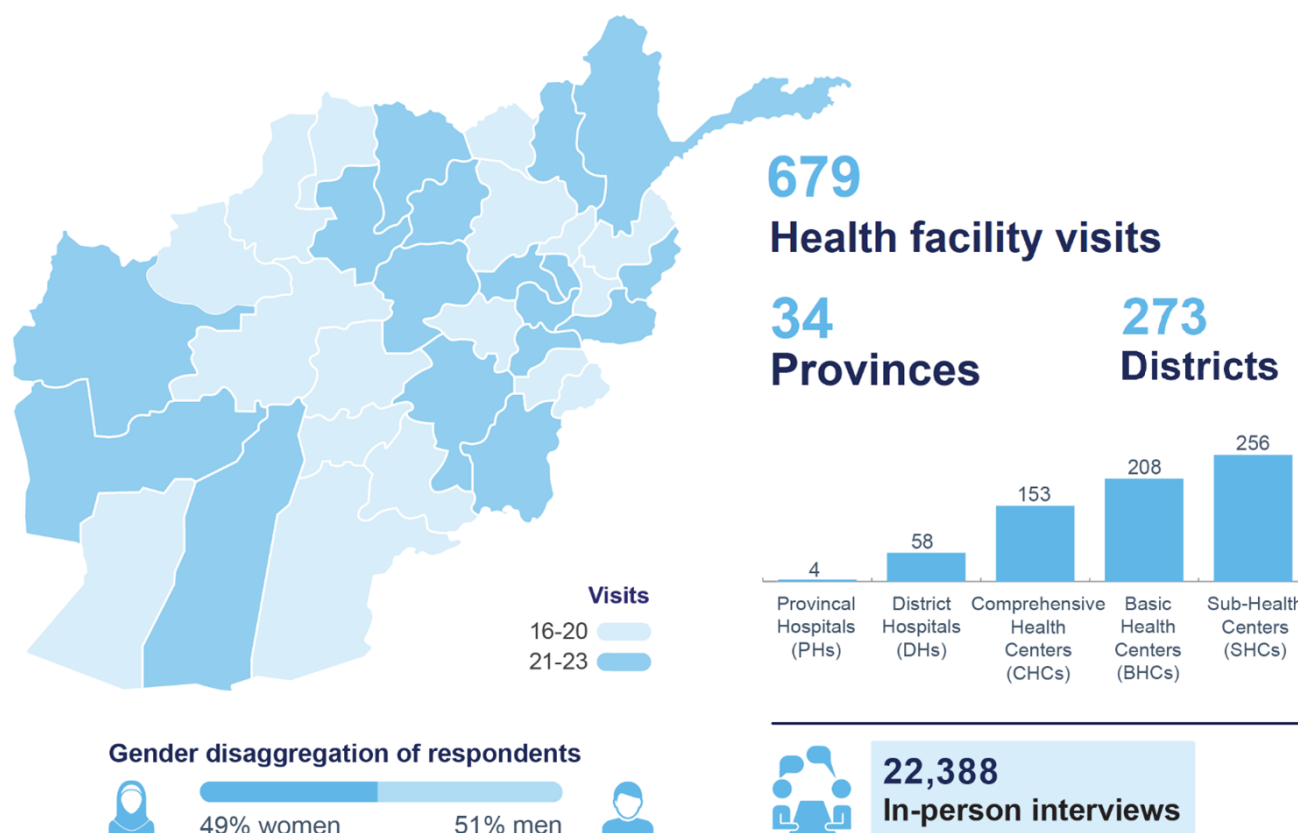 679
Health facility visits
34
Provinces
273
Districts
4
58
153
208
256
Provincal
Hospitals
(PHs)
District
Hospitals
(DHs)
Comprehensive
Health
Centers
(CHCs)
Basic
Health
Centers
(BHCs)
Sub-Health
Centers
(SHCs)
Visits
16-20
21-23
Gender disaggregation of respondents
49% women
51% men
22,388
In-person interviews